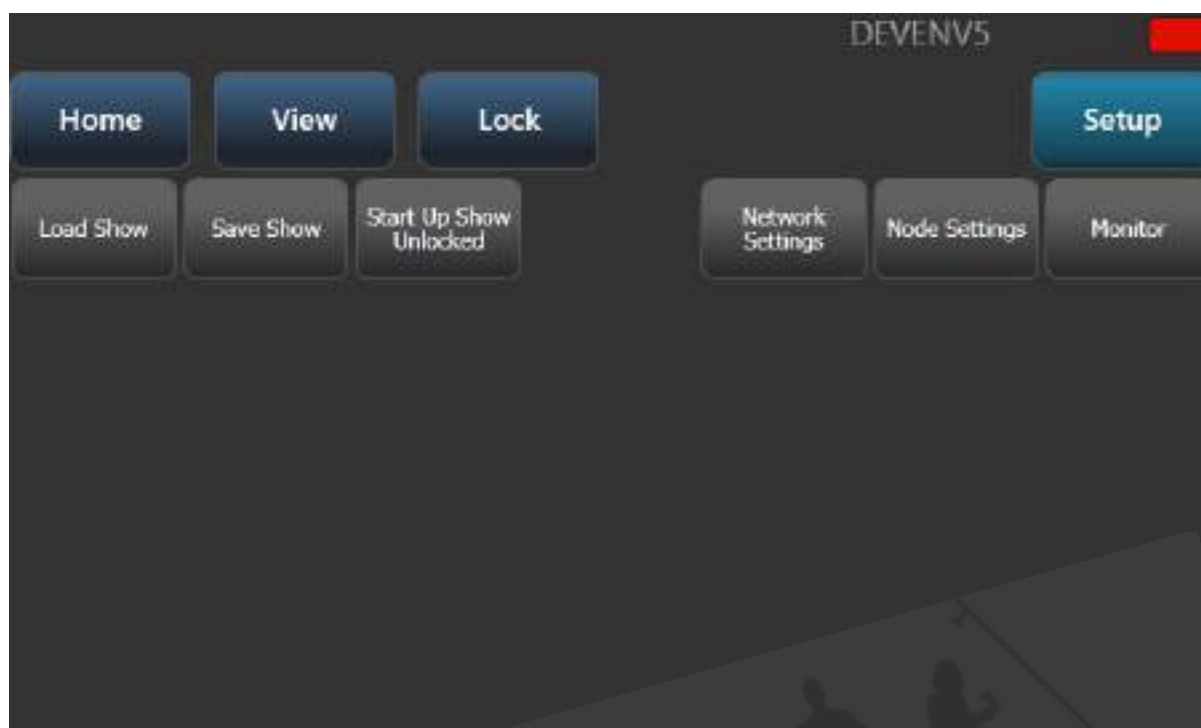 DEVENV5
Home
View
Lock
Setup
Load Show
Save Show
Start Up Show
Unlocked
Network
Settings
Node Settings
Monitor